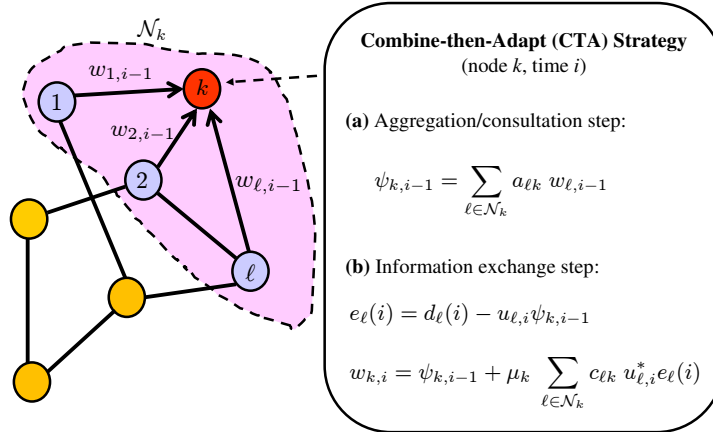 𝒩_k
w_{1,i−1}
k
1
w_{2,i−1}
2
w_{ℓ,i−1}
ℓ
Combine-then-Adapt (CTA) Strategy
(node k, time i)
(a) Aggregation/consultation step:
ψ_{k,i−1} = ∑_{ℓ∈𝒩_k} a_{ℓk} w_{ℓ,i−1}
(b) Information exchange step:
e_ℓ(i) = d_ℓ(i) − u_{ℓ,i}ψ_{k,i−1}
w_{k,i} = ψ_{k,i−1} + μ_k ∑_{ℓ∈𝒩_k} c_{ℓk} u*_{ℓ,i} e_ℓ(i)